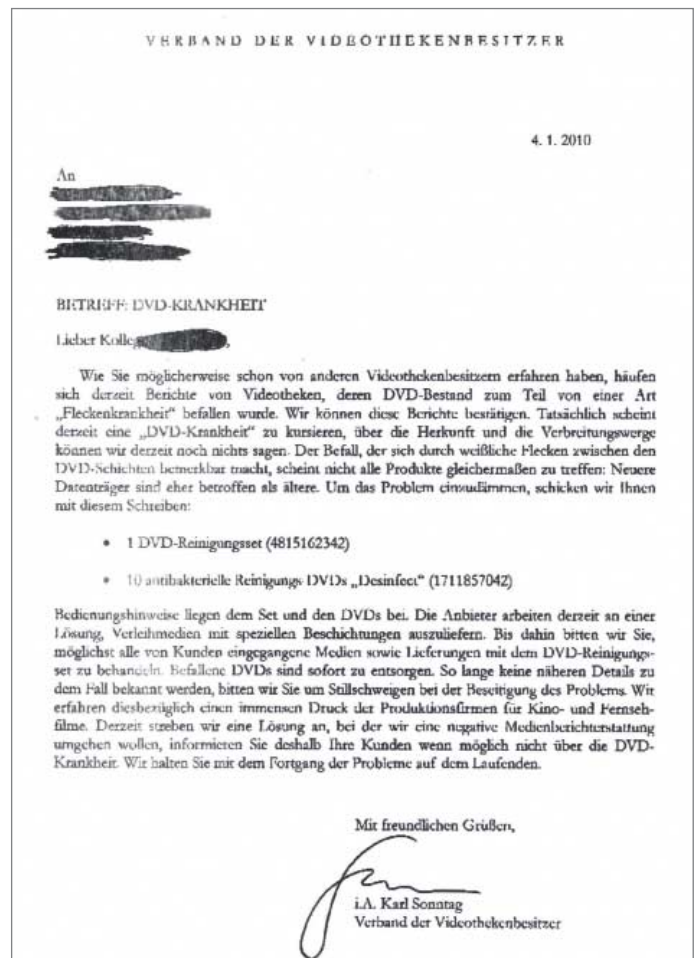 VERBAND DER VIDEOTHEKENBESITZER
4. 1. 2010
An
BETREFF: DVD-KRANKHEIT
Lieber
Wie Sie möglicherweise schon von anderen Videothekenbesitzern erfahren haben, häufen
sich derzeit Berichte von Videotheken, deren DVD-Bestand zum Teil von einer Art
„Fleckenkrankheit“ befallen wurde. Wir können diese Berichte bestätigen. Tatsächlich scheint
derzeit eine „DVD-Krankheit“ zu kursieren, über die Herkunft und die Verbreitungswerge
können wir derzeit noch nichts sagen. Der Befall, der sich durch weißliche Flecken zwischen den
DVD-Schichten bemerkbar macht, scheint nicht alle Produkte gleichermaßen zu treffen: Neuere
Datenträger sind eher betroffen als ältere. Um das Problem einzudämmen, schicken wir Ihnen
mit diesem Schreiben:
• 1 DVD-Reinigungsset (4815162342)
• 10 antibakterielle Reinigungs-DVDs „Desinfect“ (1711857042)
Bedienungshinweise liegen dem Set und den DVDs bei. Die Anbieter arbeiten derzeit an einer
Lösung, Verleihmedien mit speziellen Beschichtungen auszuliefern. Bis dahin bitten wir Sie,
möglichst alle von Kunden eingegangene Medien sowie Lieferungen mit dem DVD-Reinigungs-
set zu behandeln. Befallene DVDs sind sofort zu entsorgen. So lange keine näheren Details zu
dem Fall bekannt werden, bitten wir Sie um Stillschweigen bei der Beseitigung des Problems. Wir
erfahren diesbezüglich einen immensen Druck der Produktionsfirmen für Kino- und Fernseh-
filme. Derzeit streben wir eine Lösung an, bei der wir eine negative Medienberichterstattung
umgehen wollen, informieren Sie deshalb Ihre Kunden wenn möglich nicht über die DVD-
Krankheit. Wir halten Sie mit dem Fortgang der Probleme auf dem Laufenden.
Mit freundlichen Grüßen,
i.A. Karl Sonntag
Verband der Videothekenbesitzer